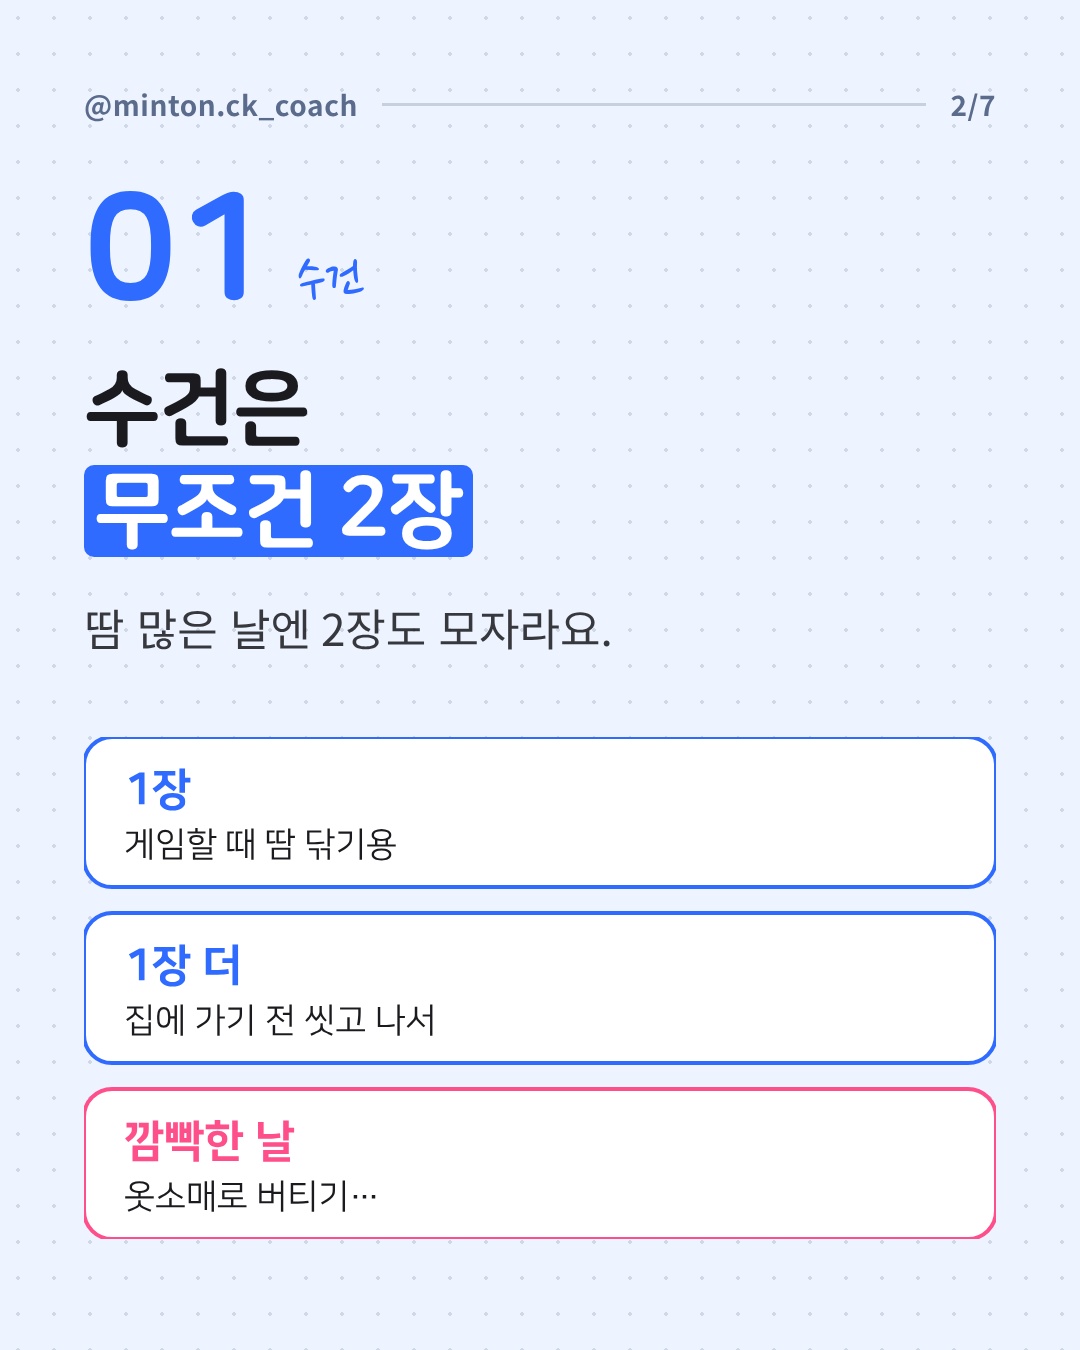 @minton.ck_coach
2/7
01 수건
수건은
무조건 2장
땀 많은 날엔 2장도 모자라요.
1장
게임할 때 땀 닦기용
1장 더
집에 가기 전 씻고 나서
깜빡한 날
옷소매로 버티기…